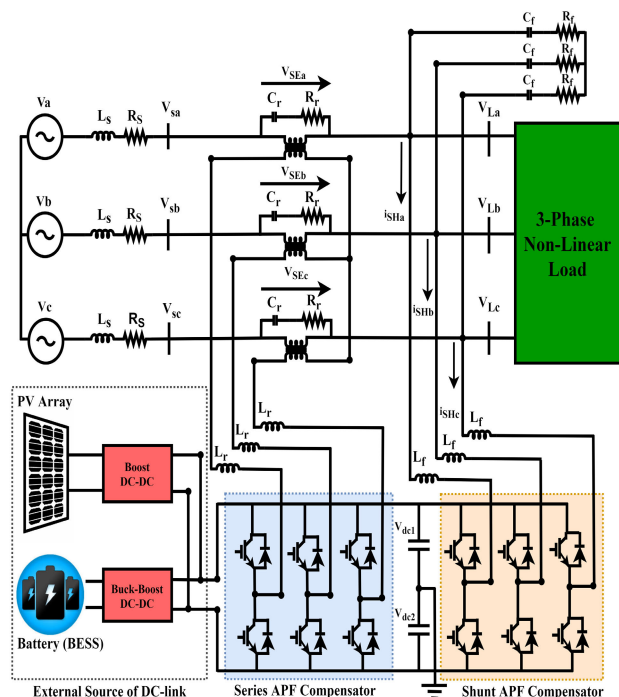 Cf Rf
Cf Rf
Cf Rf
VSEa
Cr Rr
Va Ls RS Vsa VLa
iSHa
VSEb
Cr Rr
Vb Ls RS Vsb VLb
3-Phase
Non-Linear
Load
VSEc
Cr Rr
Vc Ls RS Vsc VLc
iSHb
iSHc
PV Array
Lr
Lr
Lr
Lf
Lf
Lf
Boost
DC-DC
Vdc1
Buck-Boost
DC-DC
Vdc2
Battery (BESS)
External Source of DC-link
Series APF Compensator
Shunt APF Compensator